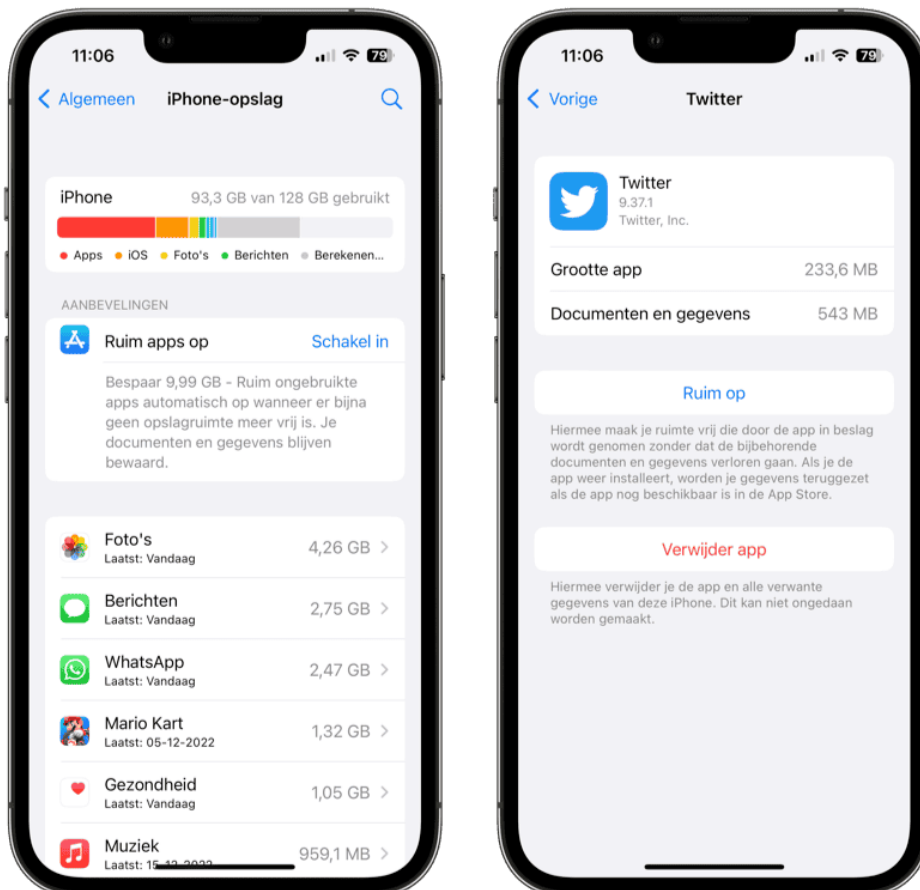 11:06
79
Algemeen
iPhone-opslag
iPhone
93,3 GB van 128 GB gebruikt
Apps
iOS
Foto's
Berichten
Berekenen...
AANBEVELINGEN
Ruim apps op
Schakel in
Bespaar 9,99 GB - Ruim ongebruikte
apps automatisch op wanneer er bijna
geen opslagruimte meer vrij is. Je
documenten en gegevens blijven
bewaard.
Foto's
Laatst: Vandaag
4,26 GB
Berichten
Laatst: Vandaag
2,75 GB
WhatsApp
Laatst: Vandaag
2,47 GB
Mario Kart
Laatst: 05-12-2022
1,32 GB
Gezondheid
Laatst: Vandaag
1,05 GB
Muziek
Laatst: 15-12-2022
959,1 MB
11:06
79
Vorige
Twitter
Twitter
9.37.1
Twitter, Inc.
Grootte app
233,6 MB
Documenten en gegevens
543 MB
Ruim op
Hiermee maak je ruimte vrij die door de app in beslag
wordt genomen zonder dat de bijbehorende
documenten en gegevens verloren gaan. Als je de
app weer installeert, worden je gegevens teruggezet
als de app nog beschikbaar is in de App Store.
Verwijder app
Hiermee verwijder je de app en alle verwante
gegevens van deze iPhone. Dit kan niet ongedaan
worden gemaakt.